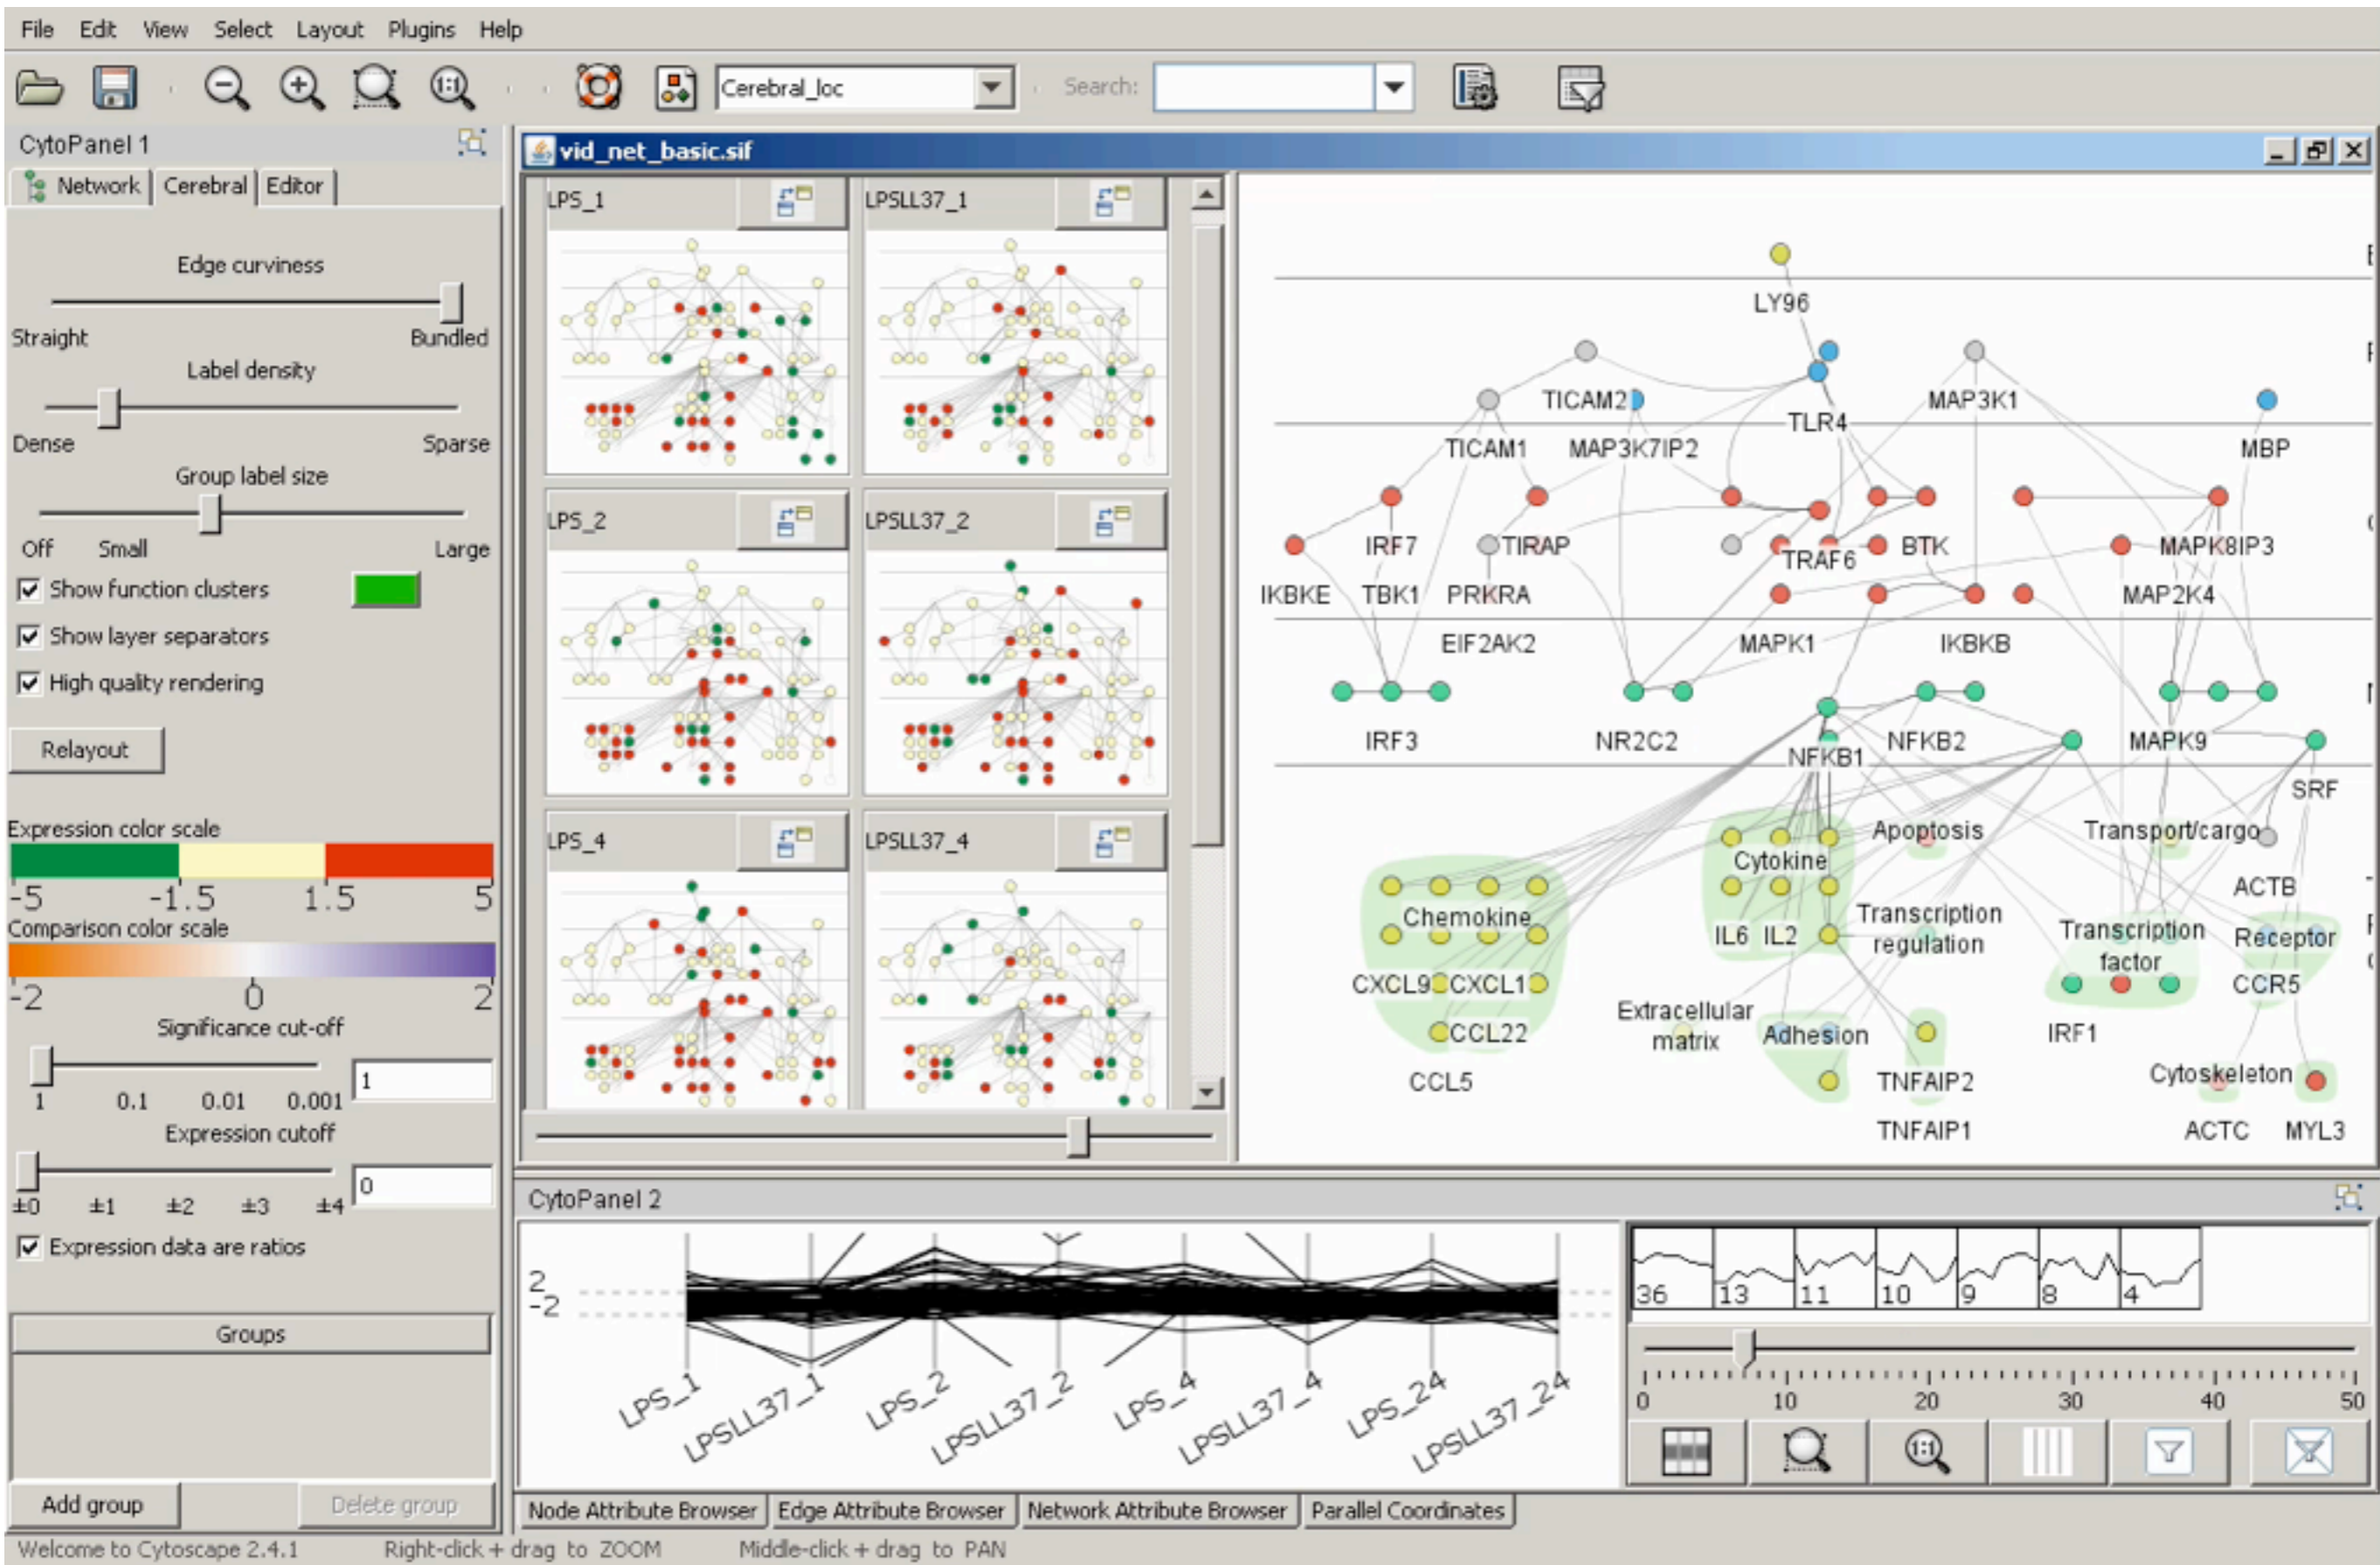 File Edit View Select Layout Plugins Help
Cerebral_loc
Search:
CytoPanel 1
Network Cerebral Editor
Edge curviness
Straight Bundled
Label density
Dense Sparse
Group label size
Off Small Large
Show function clusters
Show layer separators
High quality rendering
Relayout
Expression color scale
-5 -1.5 1.5 5
Comparison color scale
-2 0 2
Significance cut-off
1
1 0.1 0.01 0.001
Expression cutoff
0
±0 ±1 ±2 ±3 ±4
Expression data are ratios
Groups
Add group Delete group
vid_net_basic.sif
LPS_1 LPSLL37_1
LPS_2 LPSLL37_2
LPS_4 LPSLL37_4
LY96
TICAM2 MAP3K1
TLR4
TICAM1 MAP3K7IP2 MBP
IRF7 TIRAP BTK MAPK8IP3
TRAF6
IKBKE TBK1 PRKRA MAP2K4
EIF2AK2 MAPK1 IKBKB
IRF3 NR2C2 NFKB2 MAPK9
NFKB1
SRF
Apoptosis Transport/cargo
Cytokine
ACTB
Chemokine Transcription
regulation
Transcription
factor
Receptor
IL6 IL2
CXCL9 CXCL1 CCR5
Extracellular
matrix
CCL22 Adhesion IRF1
CCL5 TNFAIP2 Cytoskeleton
TNFAIP1 ACTC MYL3
CytoPanel 2
2
-2
LPS_1 LPSLL37_1 LPS_2 LPSLL37_2 LPS_4 LPSLL37_4 LPS_24 LPSLL37_24
36 13 11 10 9 8 4
0 10 20 30 40 50
1:1
Node Attribute Browser Edge Attribute Browser Network Attribute Browser Parallel Coordinates
Welcome to Cytoscape 2.4.1 Right-click + drag to ZOOM Middle-click + drag to PAN